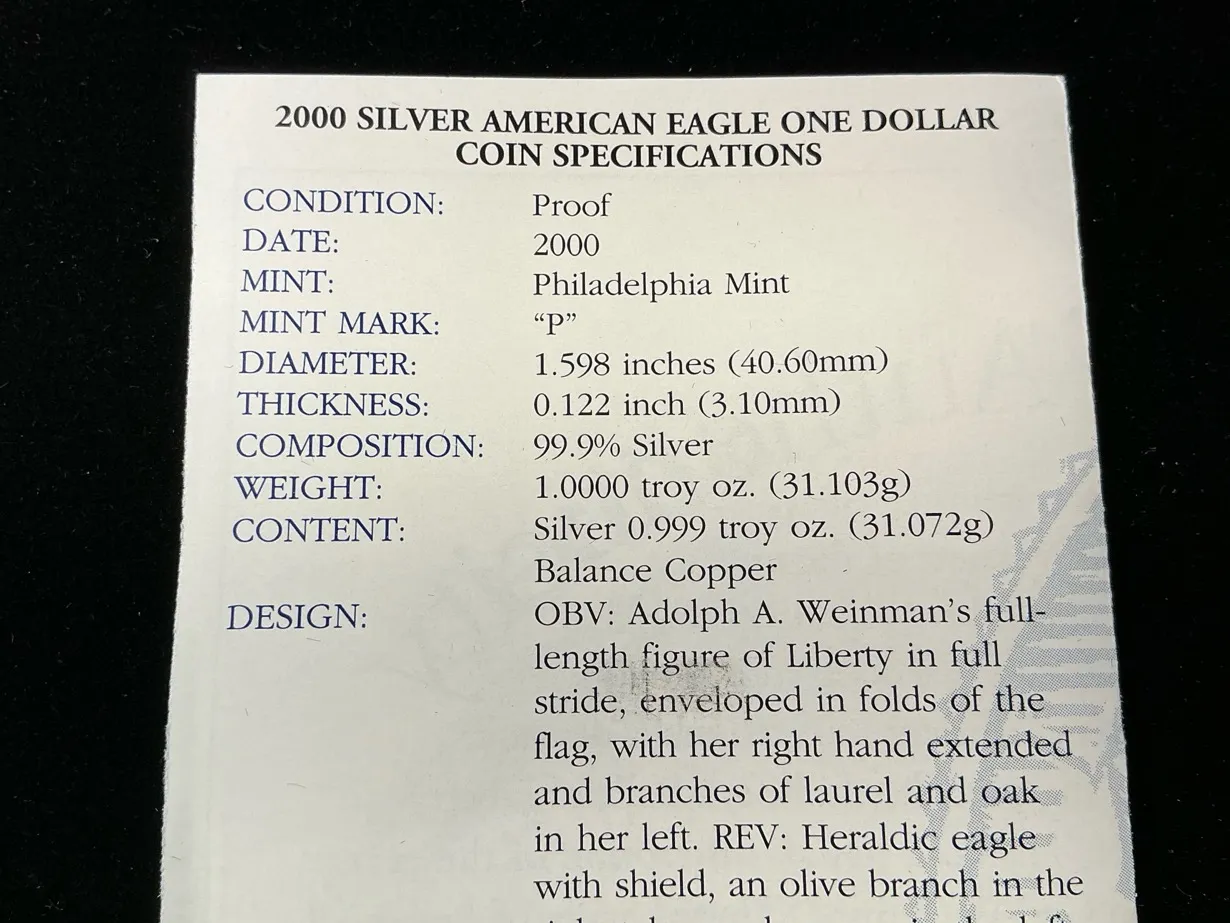 2000 SILVER AMERICAN EAGLE ONE DOLLAR
COIN SPECIFICATIONS
CONDITION: Proof
DATE: 2000
MINT: Philadelphia Mint
MINT MARK: “P”
DIAMETER: 1.598 inches (40.60mm)
THICKNESS: 0.122 inch (3.10mm)
COMPOSITION: 99.9% Silver
WEIGHT: 1.0000 troy oz. (31.103g)
CONTENT: Silver 0.999 troy oz. (31.072g)
Balance Copper
DESIGN: OBV: Adolph A. Weinman’s full-
length figure of Liberty in full
stride, enveloped in folds of the
flag, with her right hand extended
and branches of laurel and oak
in her left. REV: Heraldic eagle
with shield, an olive branch in the